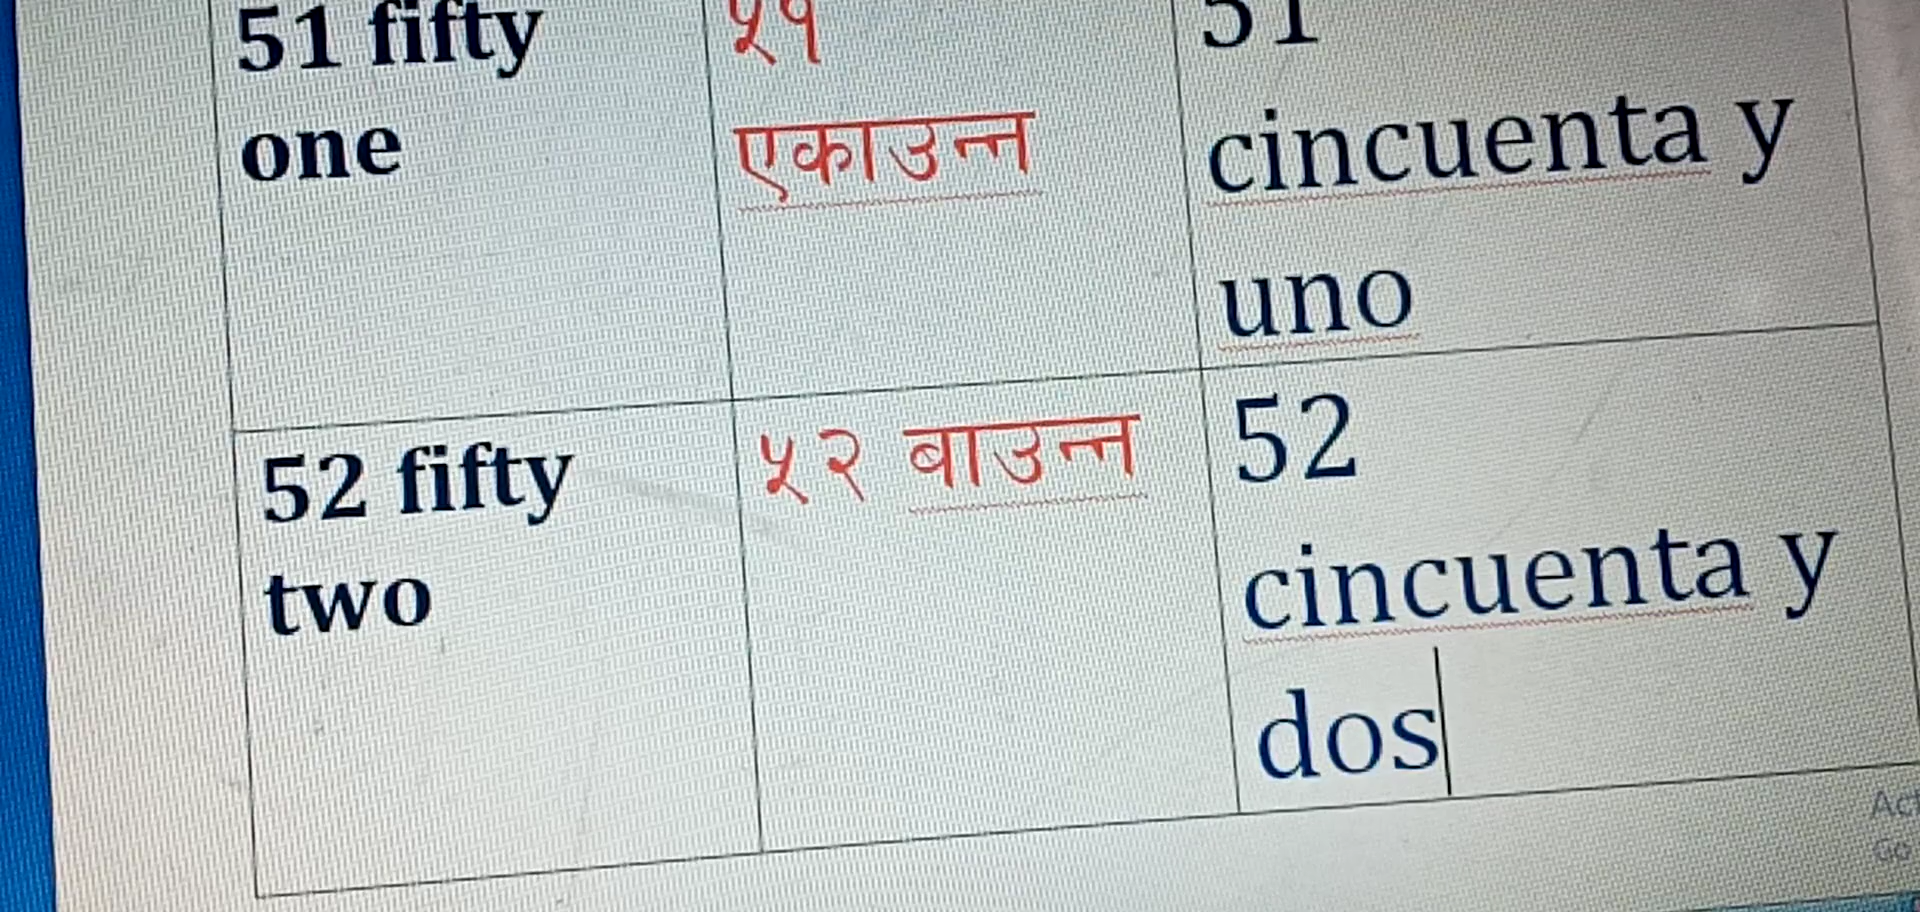 51 fifty
one
५१
एकाउन्न
51
cincuenta y
uno
52 fifty
two
५२ बाउन्न
52
cincuenta y
dos